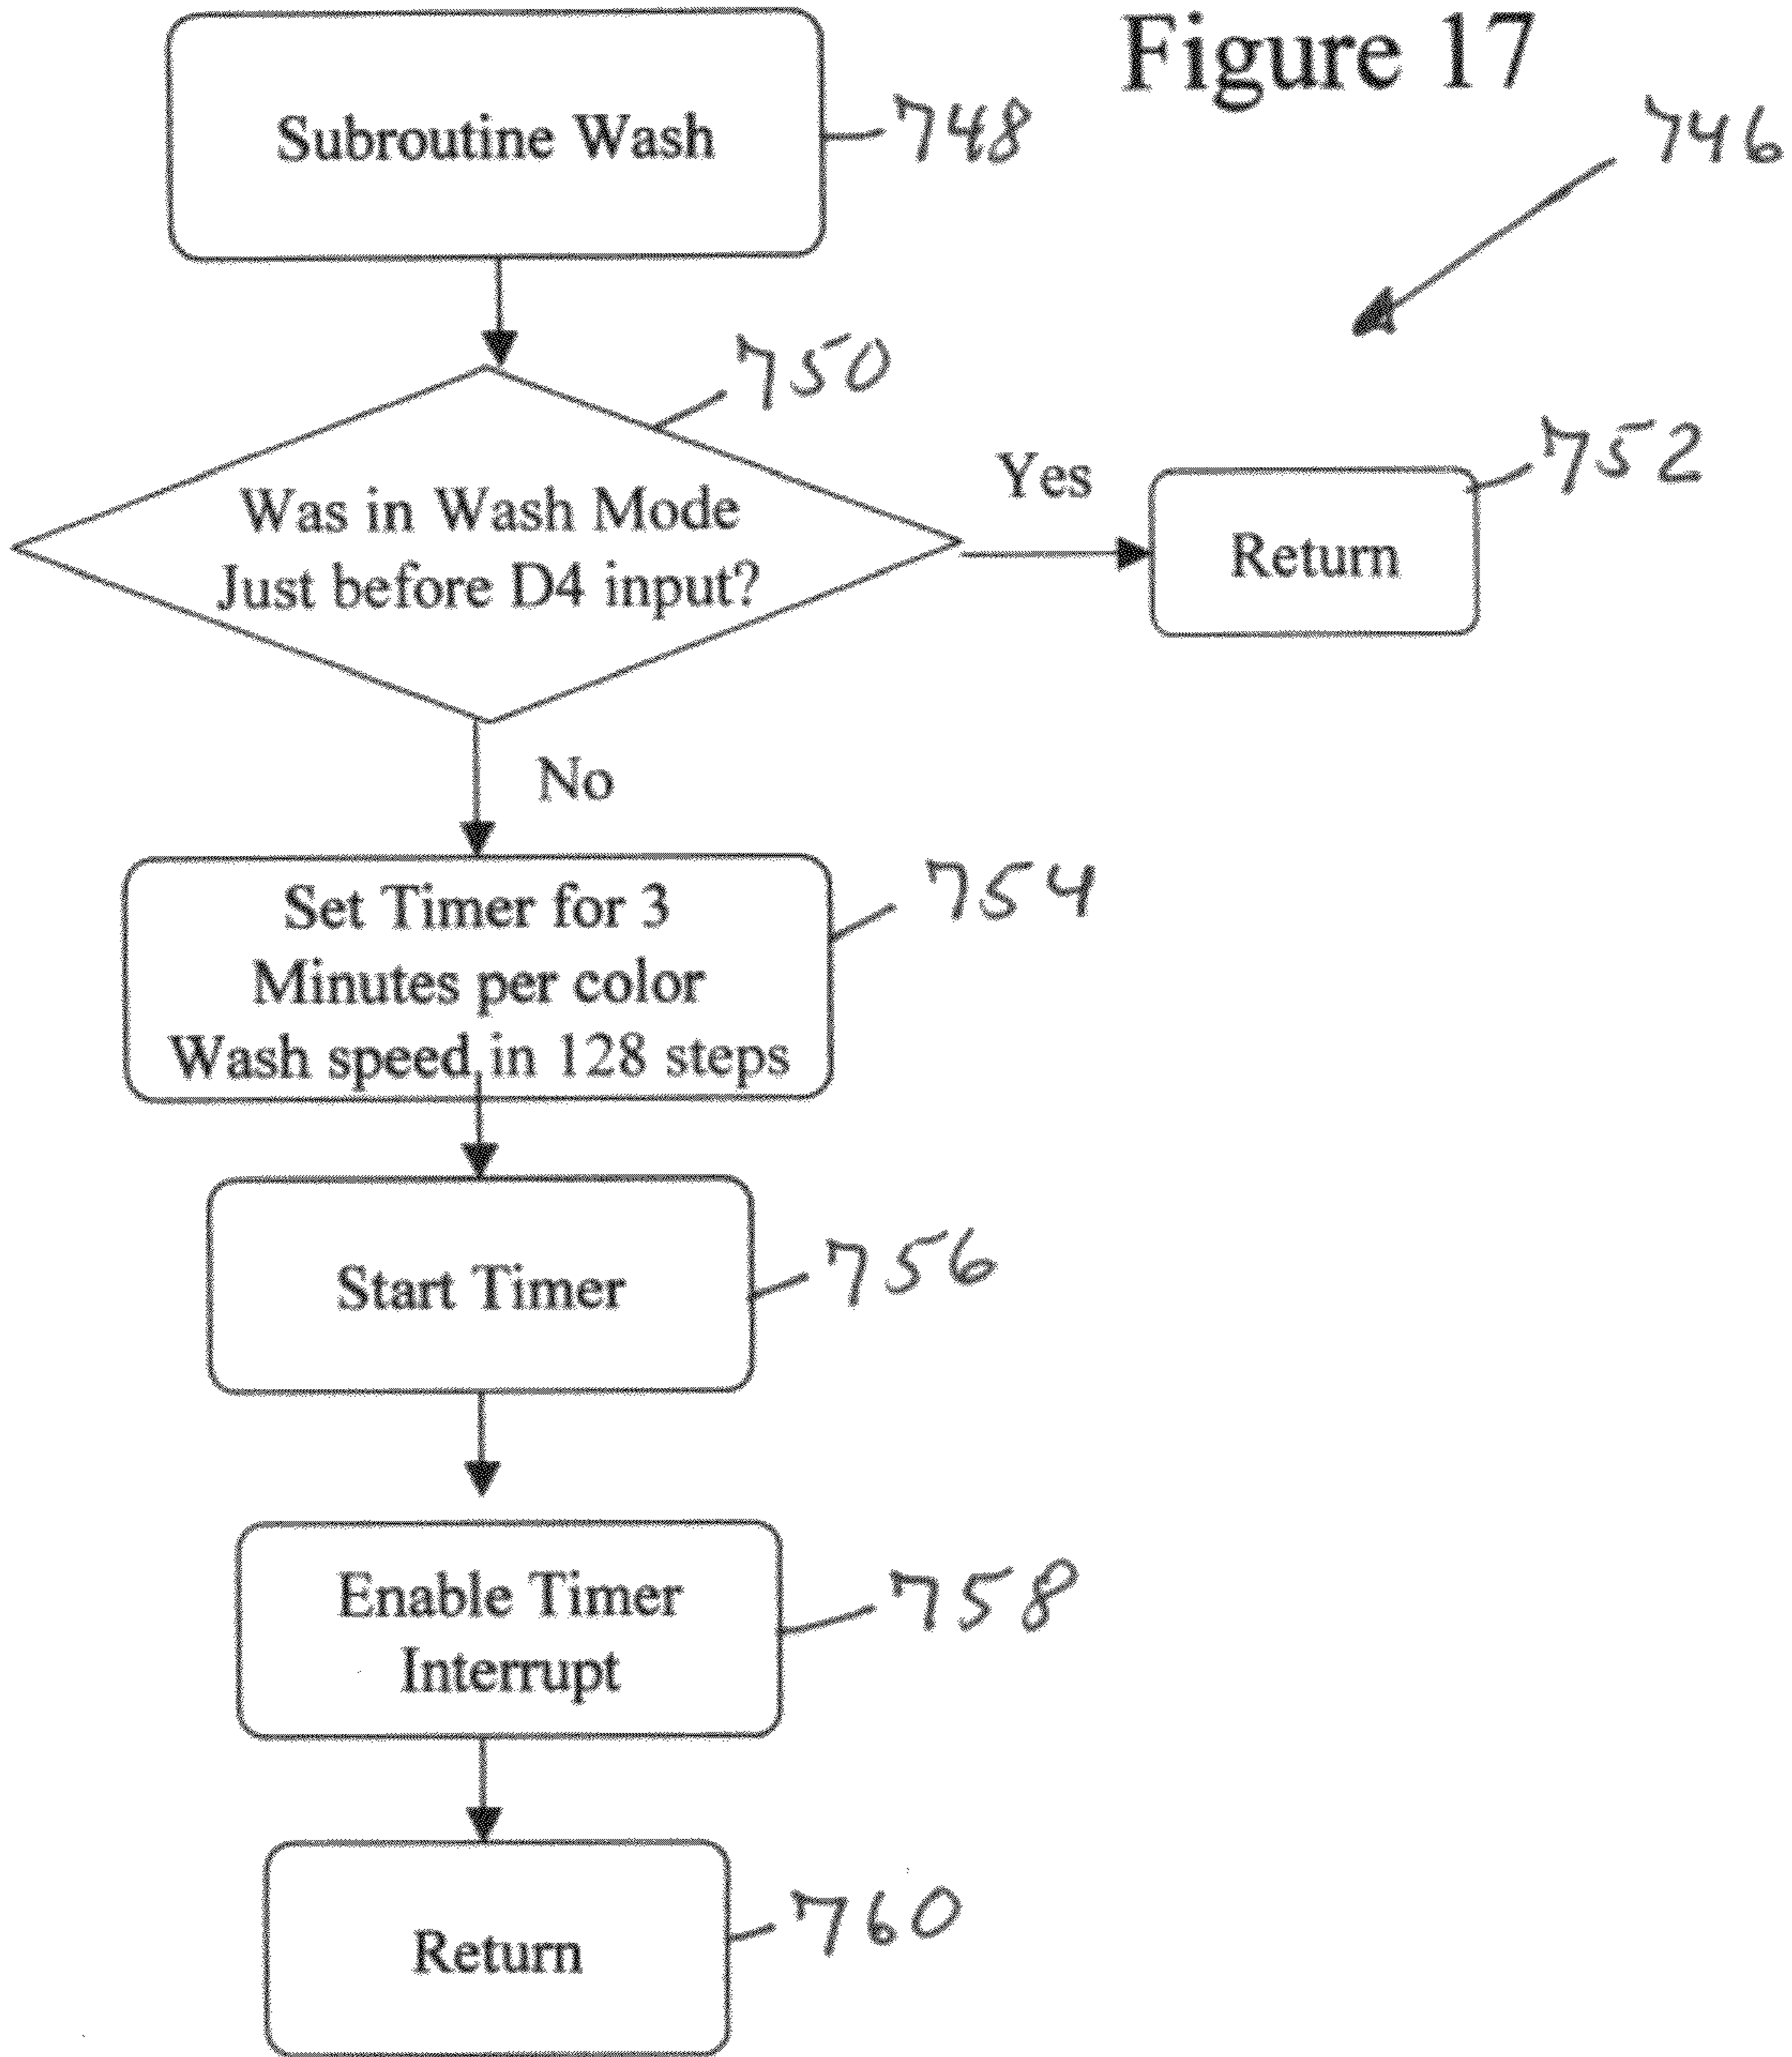 Figure 17
746
Subroutine Wash
748
750
Was in Wash Mode
Just before D4 input?
Yes
752
Return
No
754
Set Timer for 3
Minutes per color
Wash speed in 128 steps
Start Timer
756
Enable Timer
Interrupt
758
Return
760